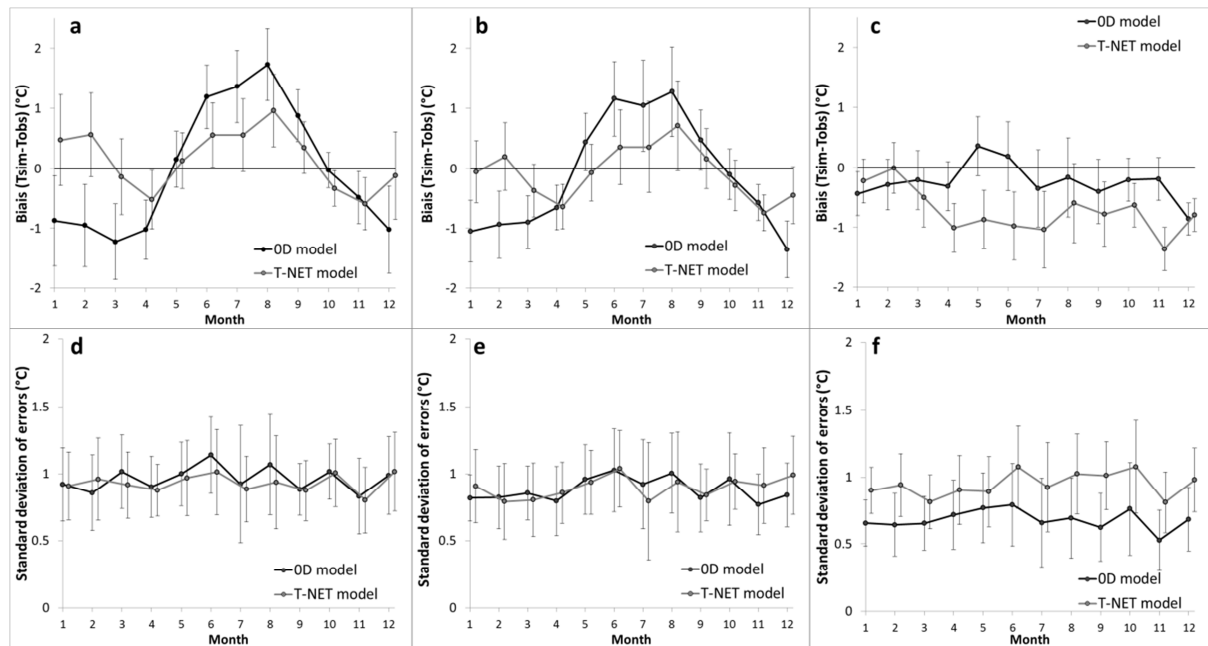 a
Biais (Tsim-Tobs) (°C)
2
1
0
-1
-2
0D model
T-NET model
1 2 3 4 5 6 7 8 9 10 11 12
Month
b
Biais (Tsim-Tobs) (°C)
2
1
0
-1
-2
0D model
T-NET model
1 2 3 4 5 6 7 8 9 10 11 12
Month
c
0D model
T-NET model
Biais (Tsim-Tobs) (°C)
2
1
0
-1
-2
1 2 3 4 5 6 7 8 9 10 11 12
Month
d
Standard deviation of errors (°C)
2
1.5
1
0.5
0
0D model
T-NET model
1 2 3 4 5 6 7 8 9 10 11 12
Month
e
Standard deviation of errors (°C)
2
1.5
1
0.5
0
0D model
T-NET model
1 2 3 4 5 6 7 8 9 10 11 12
Month
f
Standard deviation of errors (°C)
2
1.5
1
0.5
0
0D model
T-NET model
1 2 3 4 5 6 7 8 9 10 11 12
Month